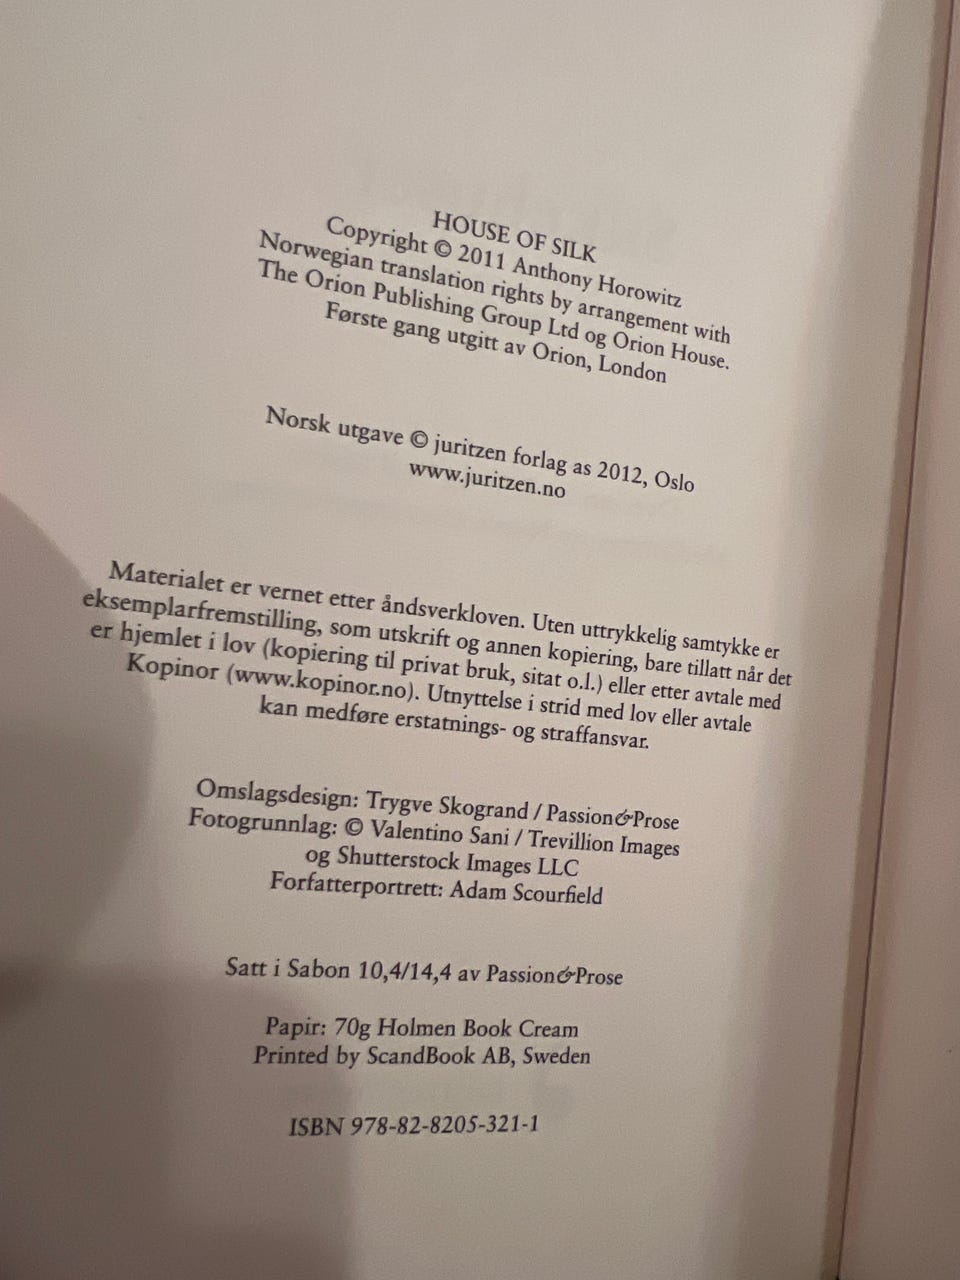 HOUSE OF SILK
Copyright © 2011 Anthony Horowitz
Norwegian translation rights by arrangement with
The Orion Publishing Group Ltd og Orion House.
Første gang utgitt av Orion, London
Norsk utgave © juritzen forlag as 2012, Oslo
www.juritzen.no
Materialet er vernet etter åndsverkloven. Uten uttrykkelig samtykke er
eksemplarfremstilling, som utskrift og annen kopiering, bare tillatt når det
er hjemlet i lov (kopiering til privat bruk, sitat o.l.) eller etter avtale med
Kopinor (www.kopinor.no). Utnyttelse i strid med lov eller avtale
kan medføre erstatnings- og straffansvar.
Omslagsdesign: Trygve Skogrand / Passion&Prose
Fotogrunnlag: © Valentino Sani / Trevillion Images
og Shutterstock Images LLC
Forfatterportrett: Adam Scourfield
Satt i Sabon 10,4/14,4 av Passion&Prose
Papir: 70g Holmen Book Cream
Printed by ScandBook AB, Sweden
ISBN 978-82-8205-321-1